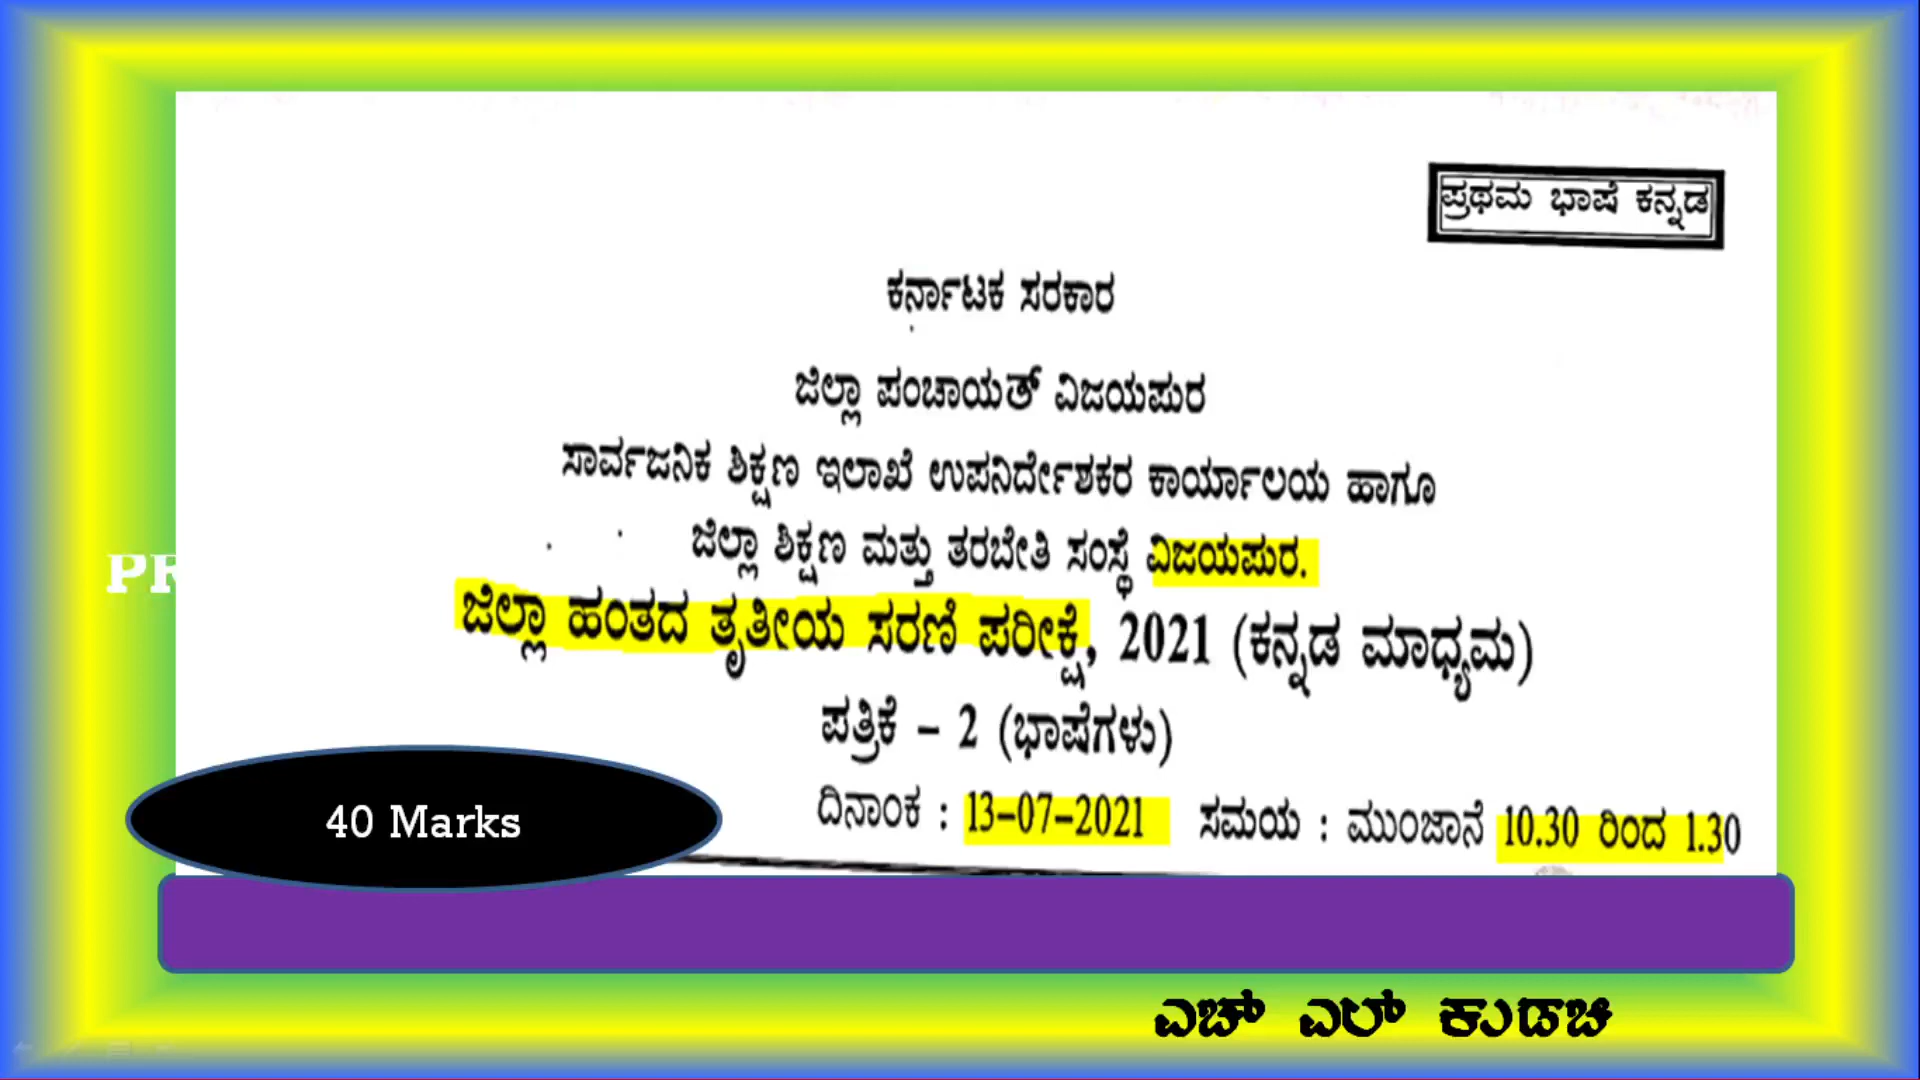 ಪ್ರಥಮ ಭಾಷೆ ಕನ್ನಡ
ಕರ್ನಾಟಕ ಸರಕಾರ
ಜಿಲ್ಲಾ ಪಂಚಾಯತ್ ವಿಜಯಪುರ
ಸಾರ್ವಜನಿಕ ಶಿಕ್ಷಣ ಇಲಾಖೆ ಉಪನಿರ್ದೇಶಕರ ಕಾರ್ಯಾಲಯ ಹಾಗೂ
ಜಿಲ್ಲಾ ಶಿಕ್ಷಣ ಮತ್ತು ತರಬೇತಿ ಸಂಸ್ಥೆ ವಿಜಯಪುರ.
ಜಿಲ್ಲಾ ಹಂತದ ತೃತೀಯ ಸರಣಿ ಪರೀಕ್ಷೆ, 2021 (ಕನ್ನಡ ಮಾಧ್ಯಮ)
ಪತ್ರಿಕೆ – 2 (ಭಾಷೆಗಳು)
ದಿನಾಂಕ : 13–07–2021 ಸಮಯ : ಮುಂಜಾನೆ 10.30 ರಿಂದ 1.30
40 Marks
ಎಚ್ ಎಲ್ ಕುಡಚಿ